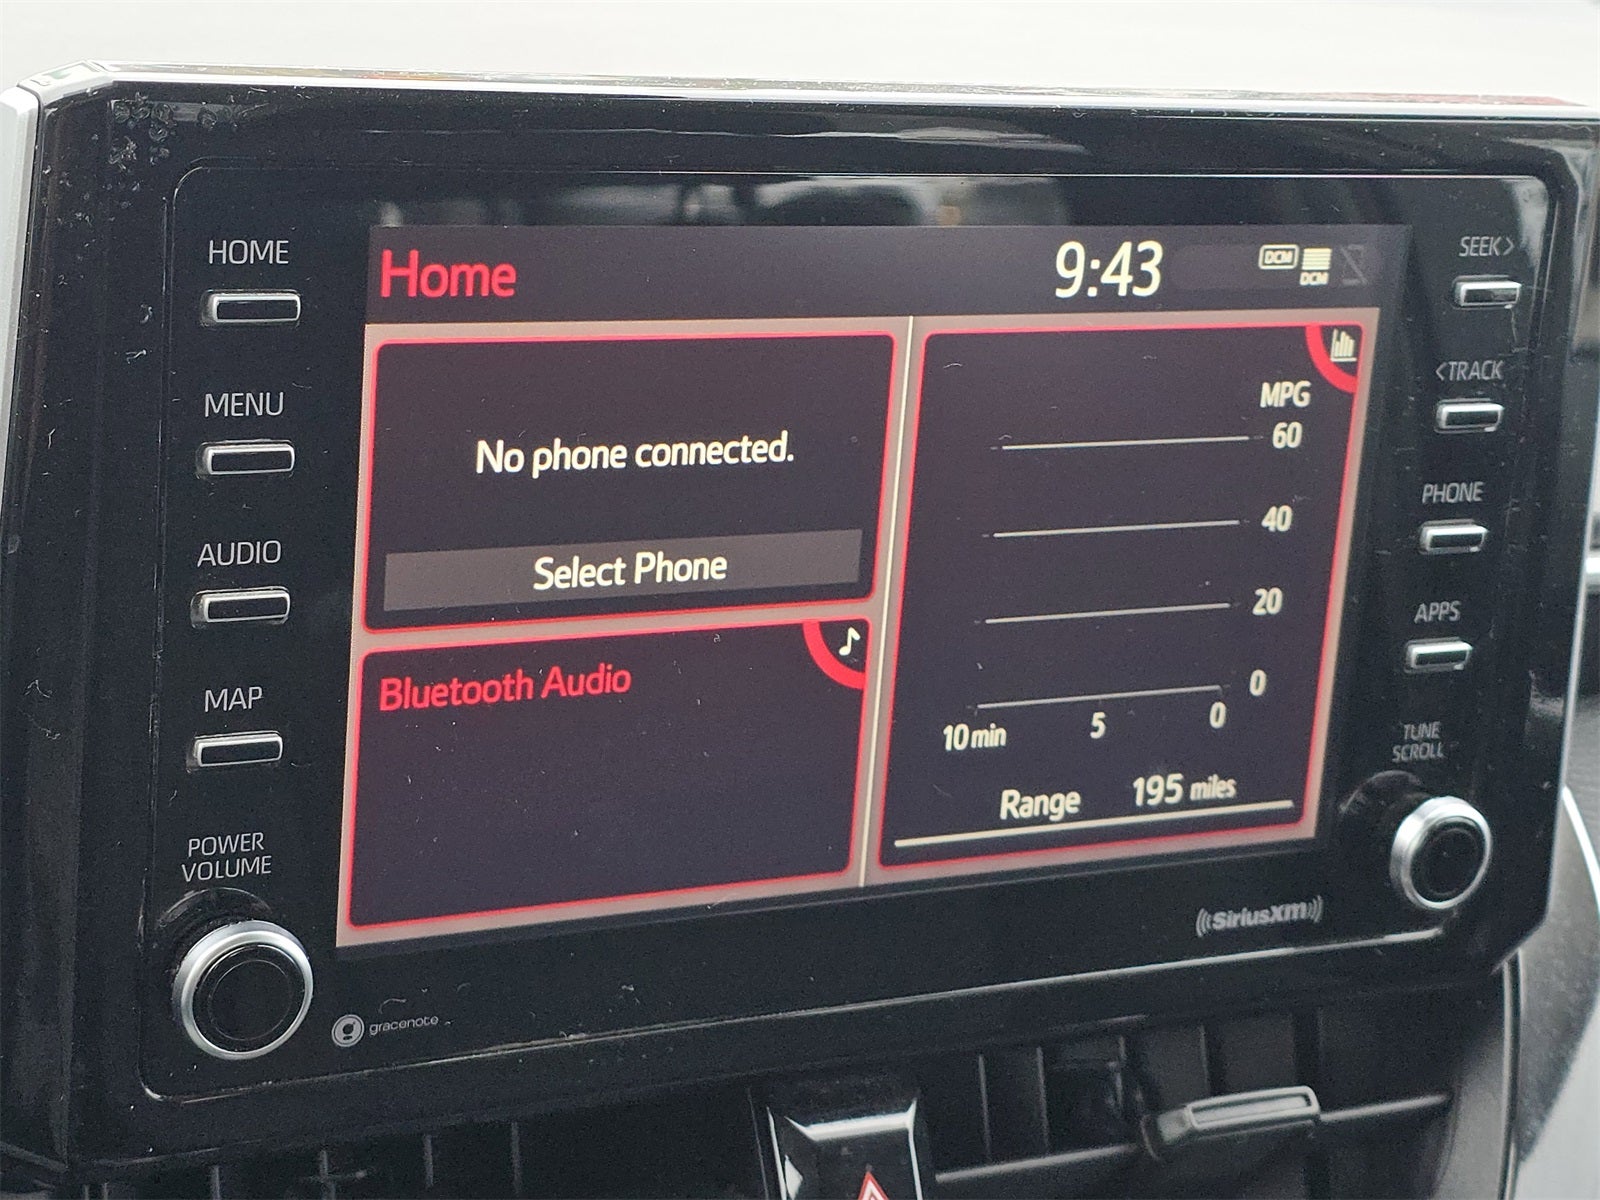 HOME
MENU
AUDIO
MAP
POWER
VOLUME
Home
9:43
DCM
DCM
No phone connected.
Select Phone
Bluetooth Audio
MPG
60
40
20
0
10 min 5 0
Range 195 miles
SEEK>
<TRACK
PHONE
APPS
TUNE
SCROLL
((SiriusXM))
gracenote